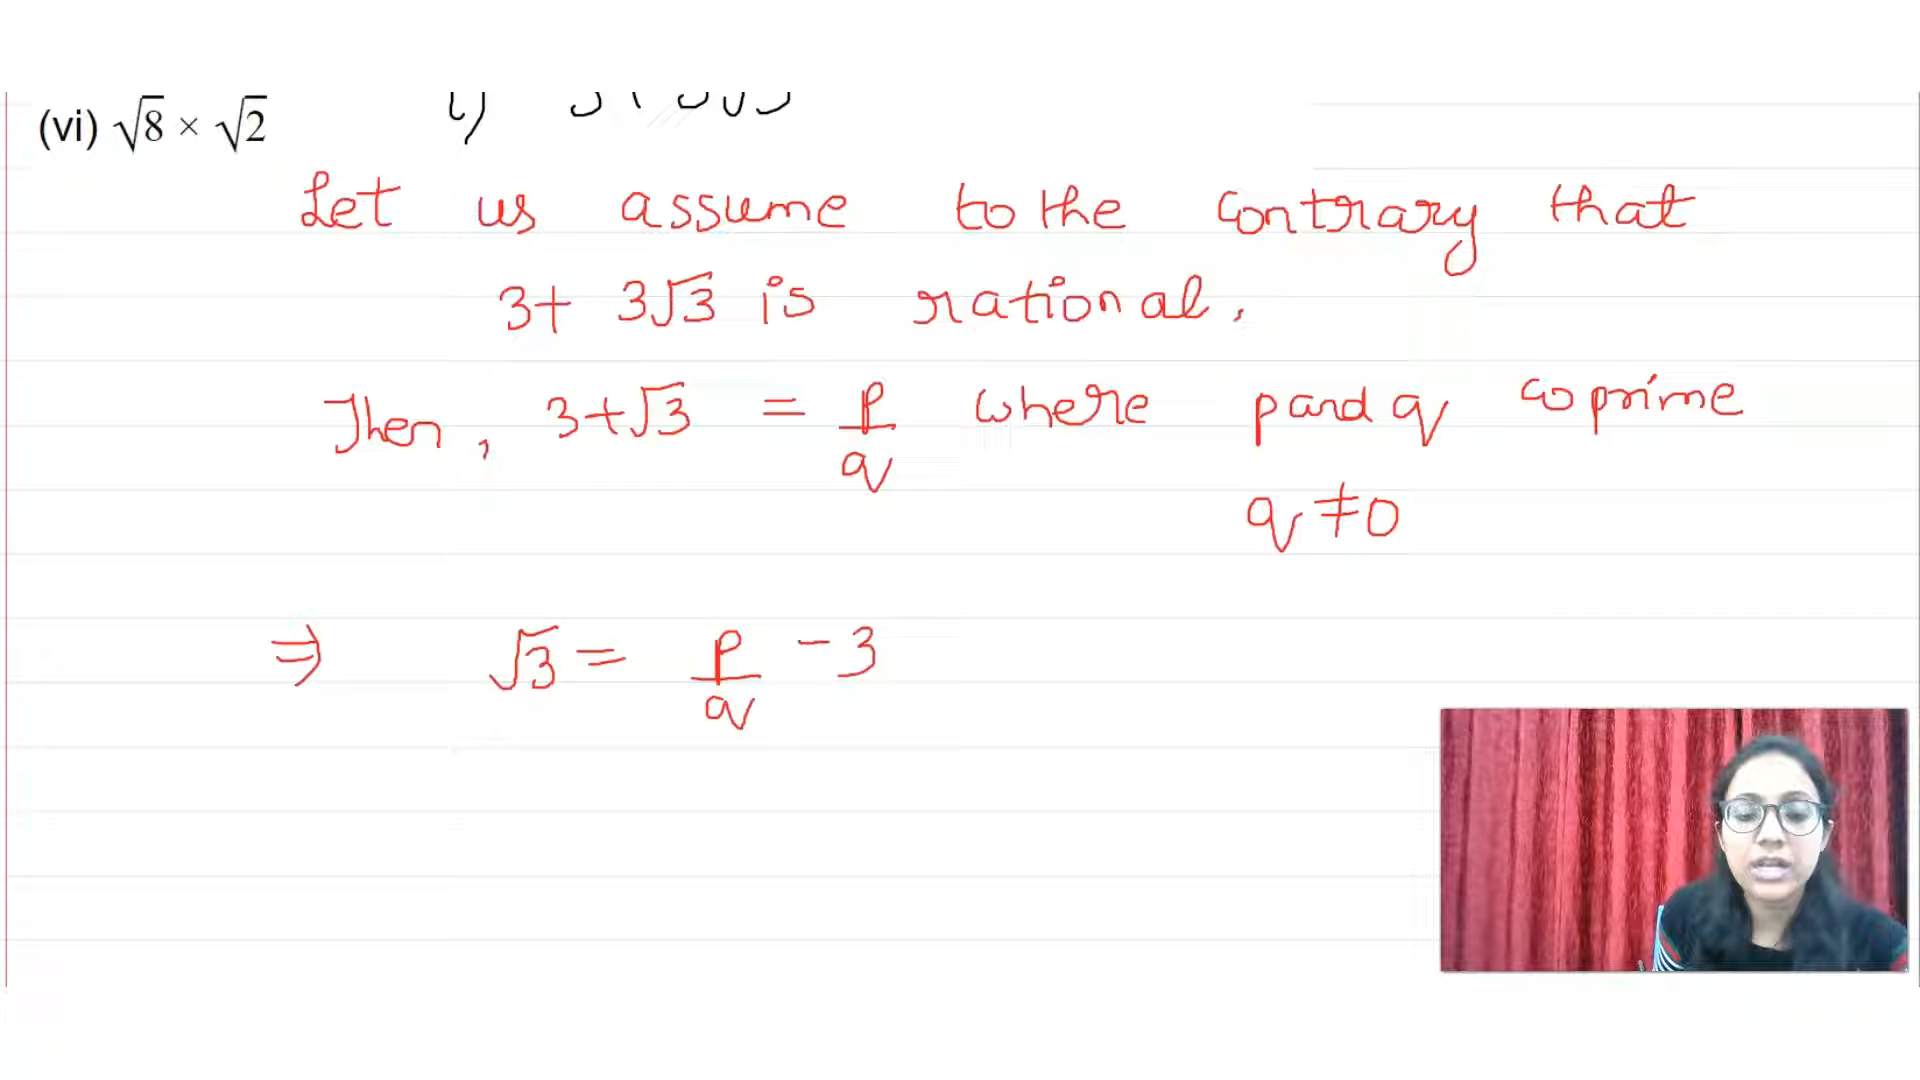 (vi) √8 × √2
Let us assume to the contrary that
3+ 3√3 is rational.
Then, 3+√3 = p/q where p and q coprime
q ≠ 0
⇒ √3 = p/q - 3